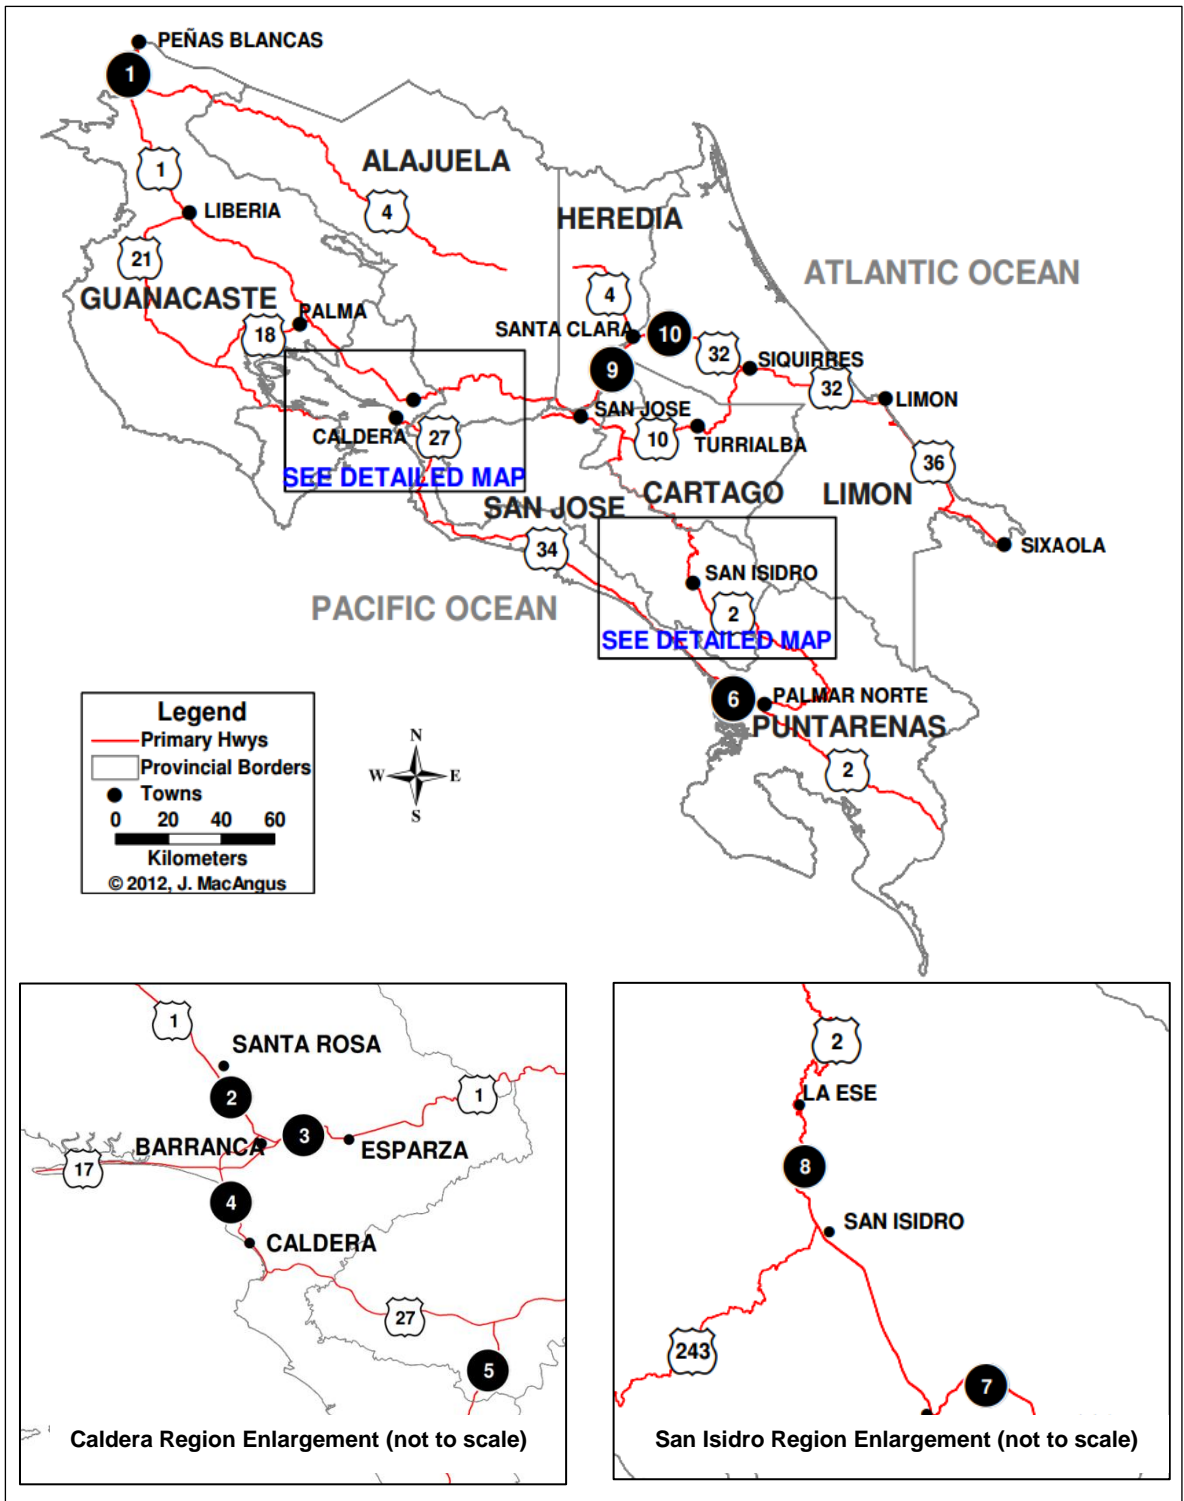 PEÑAS BLANCAS
1
ALAJUELA
1
4
LIBERIA
HEREDIA
21
ATLANTIC OCEAN
GUANACASTE
4
PALMA
18
SANTA CLARA
10
32
SIQUIRRES
9
32
LIMON
SAN JOSE
CALDERA
27
10
TURRIALBA
36
SEE DETAILED MAP
CARTAGO
LIMON
SAN JOSE
34
SIXAOLA
SAN ISIDRO
PACIFIC OCEAN
2
SEE DETAILED MAP
6
PALMAR NORTE
PUNTARENAS
2
Legend
Primary Hwys
Provincial Borders
Towns
0 20 40 60
Kilometers
© 2012, J. MacAngus
N
W E
S
1
SANTA ROSA
2
1
3
BARRANCA
ESPARZA
17
4
CALDERA
27
5
Caldera Region Enlargement (not to scale)
2
LA ESE
8
SAN ISIDRO
243
7
San Isidro Region Enlargement (not to scale)